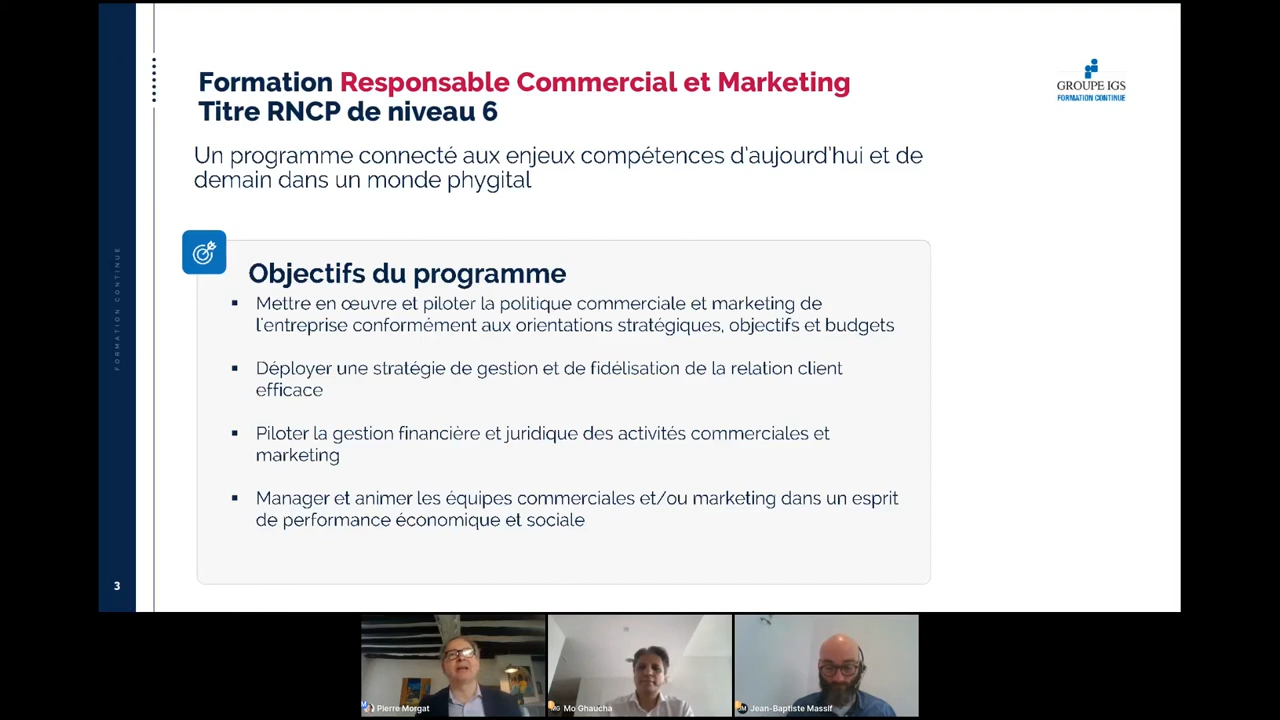 Formation Responsable Commercial et Marketing
Titre RNCP de niveau 6
GROUPE IGS
FORMATION CONTINUE
Un programme connecté aux enjeux compétences d'aujourd'hui et de
demain dans un monde phygital
FORMATION CONTINUE
Objectifs du programme
▪ Mettre en œuvre et piloter la politique commerciale et marketing de
l'entreprise conformément aux orientations stratégiques, objectifs et budgets
▪ Déployer une stratégie de gestion et de fidélisation de la relation client
efficace
▪ Piloter la gestion financière et juridique des activités commerciales et
marketing
▪ Manager et animer les équipes commerciales et/ou marketing dans un esprit
de performance économique et sociale
3
Pierre Morgat
MG Mo Ghaucha
JM Jean-Baptiste Massif